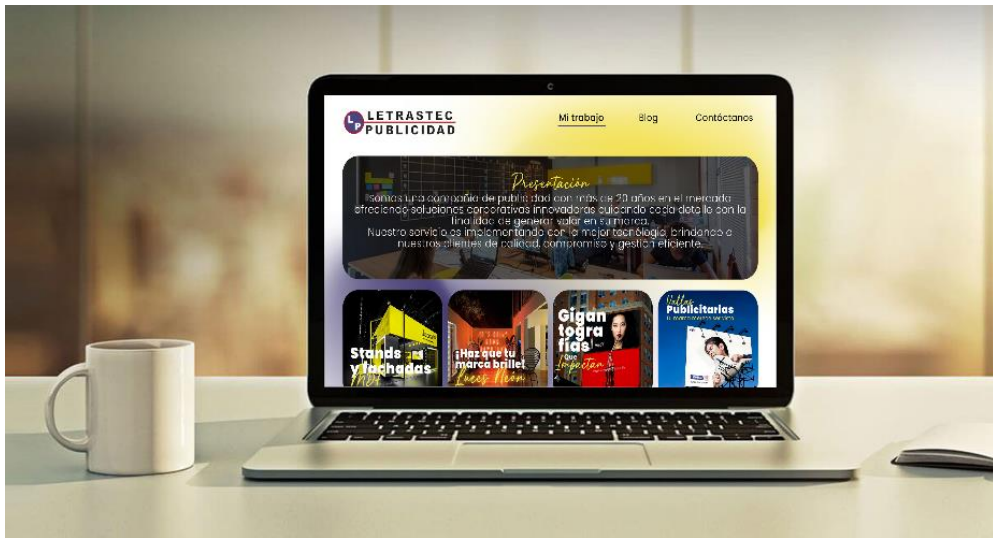 LP LETRASTEC
PUBLICIDAD
Mi trabajo Blog Contáctanos
Presentación
somos una compañía de publicidad con más de 20 años en el mercado
ofreciendo soluciones corporativas innovadoras cuidando cada detalle con la
finalidad de generar valor en su marca.
Nuestro servicio es implementando con la mejor tecnología, brindando a
nuestros clientes de calidad, compromiso y gestión eficiente.
Stands
y fachadas
¡Haz que tu
marca brille!
Luces Neón
Gigan
togra
fías
Que
Impactan
Vallas
Publicitarias